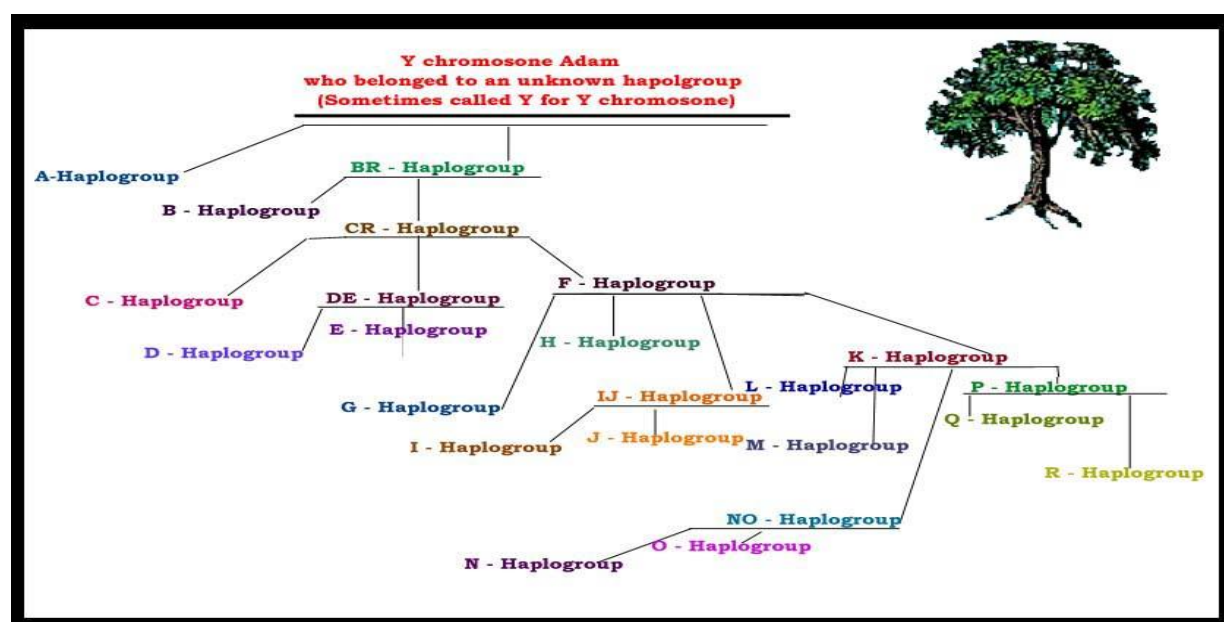 Y chromosone Adam
who belonged to an unknown hapolgroup
(Sometimes called Y for Y chromosone)
A-Haplogroup
BR - Haplogroup
B - Haplogroup
CR - Haplogroup
C - Haplogroup
DE - Haplogroup
F - Haplogroup
E - Haplogroup
D - Haplogroup
H - Haplogroup
K - Haplogroup
G - Haplogroup
IJ - Haplogroup
L - Haplogroup
P - Haplogroup
I - Haplogroup
J - Haplogroup
M - Haplogroup
Q - Haplogroup
R - Haplogroup
NO - Haplogroup
O - Haplogroup
N - Haplogroup